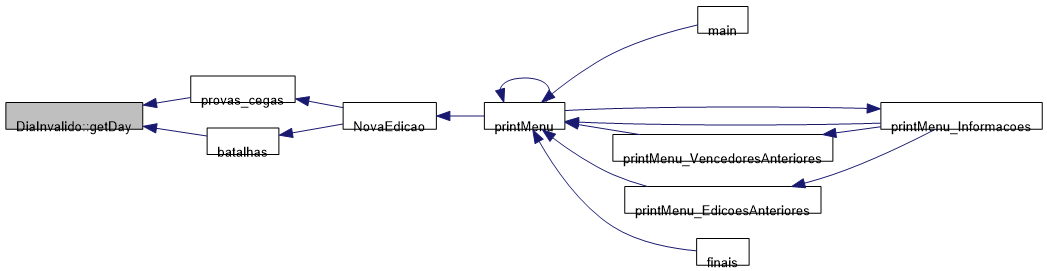 main
provas_cegas
DiaInvalido::getDay
NovaEdicao
printMenu
printMenu_Informacoes
batalhas
printMenu_VencedoresAnteriores
printMenu_EdicoesAnteriores
finais